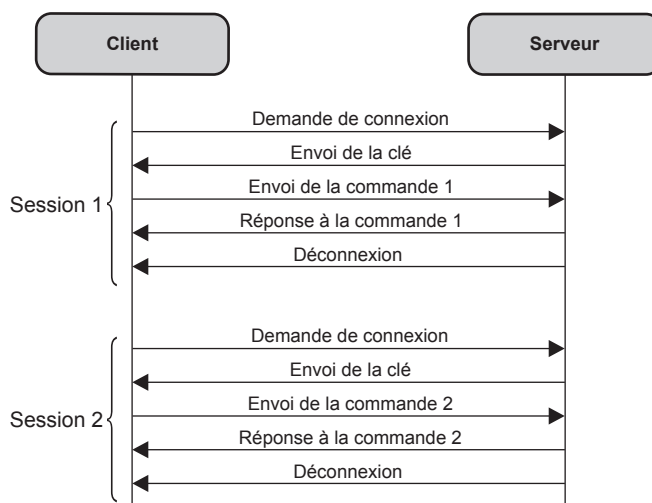 Client
Serveur
Demande de connexion
Envoi de la clé
Session 1
Envoi de la commande 1
Réponse à la commande 1
Déconnexion
Demande de connexion
Envoi de la clé
Session 2
Envoi de la commande 2
Réponse à la commande 2
Déconnexion